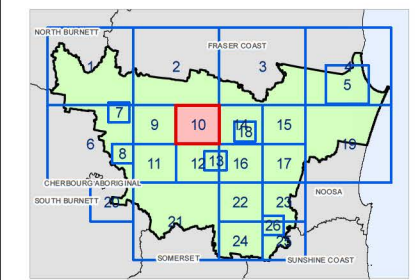 NORTH BURNETT
FRASER COAST
1 2 3 4
5
7
9 10 14 15
18
6 19
8 11 12 13 16 17
CHERBOURG ABORIGINAL
NOOSA
SOUTH BURNETT 20 22 23
21 26
24 25
SOMERSET SUNSHINE COAST